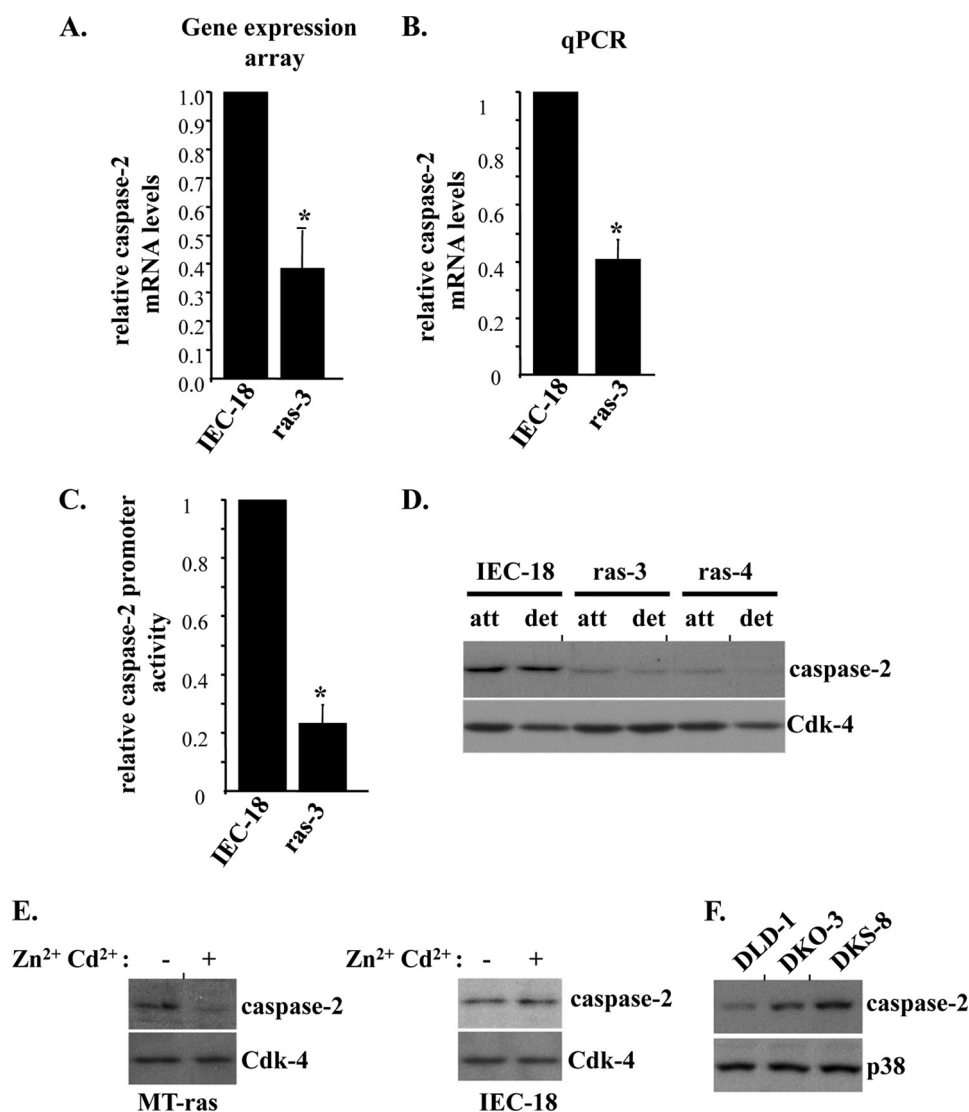 A.
Gene expression
array
relative caspase-2
mRNA levels
1.0
0.9
0.8
0.7
0.6
0.5
0.4
0.3
0.2
0.1
0.0
*
IEC-18
ras-3
B.
qPCR
relative caspase-2
mRNA levels
1
0.8
0.6
0.4
0.2
0
*
IEC-18
ras-3
C.
relative caspase-2 promoter
activity
1
0.8
0.6
0.4
0.2
0
*
IEC-18
ras-3
D.
IEC-18 ras-3 ras-4
att det att det att det
caspase-2
Cdk-4
E.
Zn²⁺ Cd²⁺ : - +
caspase-2
Cdk-4
MT-ras
Zn²⁺ Cd²⁺ : - +
caspase-2
Cdk-4
IEC-18
F.
DLD-1 DKO-3 DKS-8
caspase-2
p38